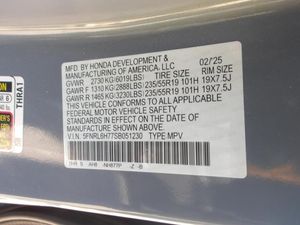 MFD. BY HONDA DEVELOPMENT & 02/25
MANUFACTURING OF AMERICA, LLC
GVWR 2730 KG(6019LBS) TIRE SIZE RIM SIZE
GAWR F 1310 KG(2888LBS)235/55R19 101H 19X7.5J
GAWR R 1465 KG(3230LBS)235/55R19 101H 19X7.5J
THIS VEHICLE CONFORMS TO ALL APPLICABLE
FEDERAL MOTOR VEHICLE SAFETY
STANDARDS IN EFFECT ON THE DATE OF
MANUFACTURE SHOWN ABOVE.
V.I.N: 5FNRL6H77SB051230 TYPE MPV
THRA1